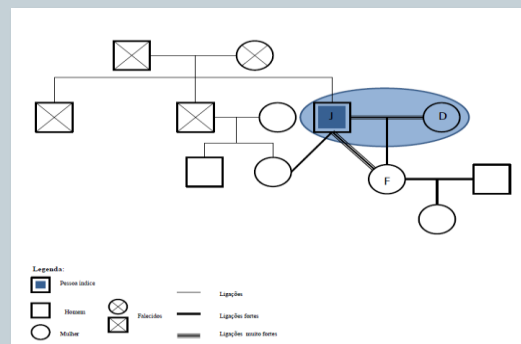 J
D
F
Legenda:
Pessoa índice
Homem
Mulher
Falecidos
Ligações
Ligações fortes
Ligações muito fortes